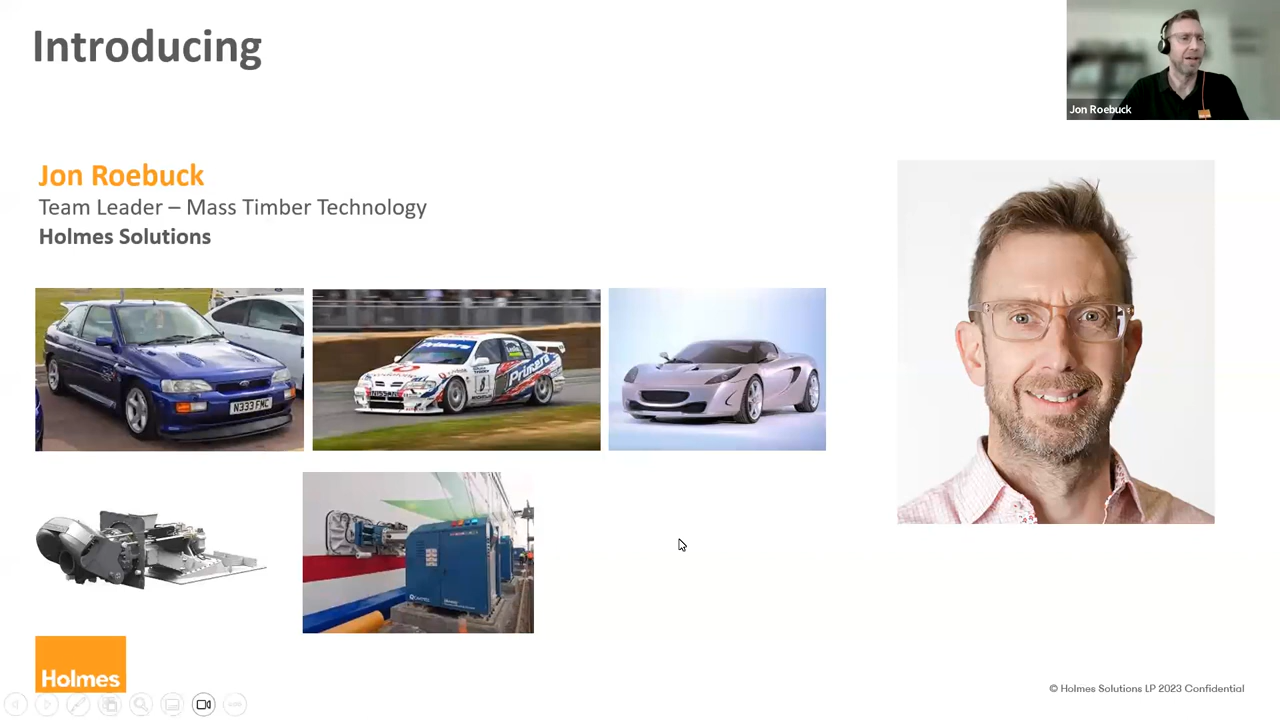 Introducing
Jon Roebuck
Jon Roebuck
Team Leader – Mass Timber Technology
Holmes Solutions
N333 FMC
Primera
Holmes
© Holmes Solutions LP 2023 Confidential